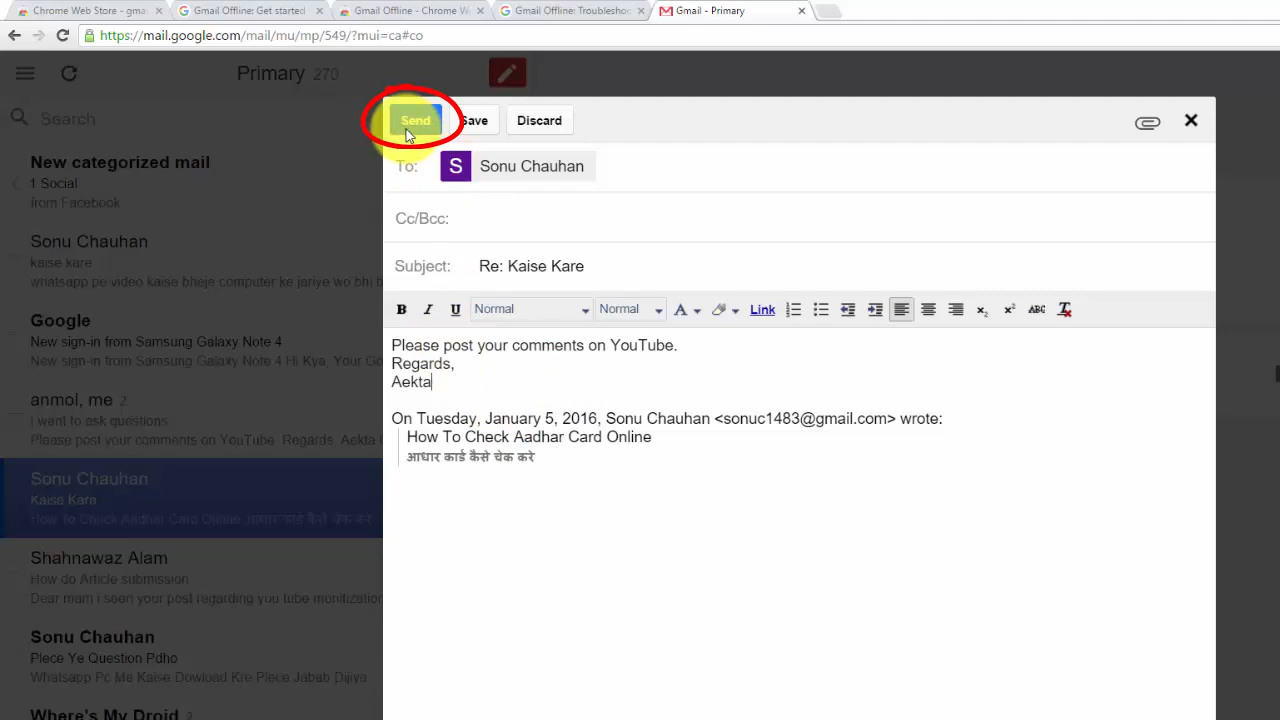 Chrome Web Store - gma
Gmail Offline: Get started
Gmail Offline - Chrome W
Gmail Offline: Troublesho
Gmail - Primary
https://mail.google.com/mail/mu/mp/549/?mui=ca#co
Primary 270
Search
Send Save Discard
To: S Sonu Chauhan
Cc/Bcc:
Subject: Re: Kaise Kare
B I U Normal Normal A Link ABC
Please post your comments on YouTube.
Regards,
Aekta
On Tuesday, January 5, 2016, Sonu Chauhan <sonuc1483@gmail.com> wrote:
How To Check Aadhar Card Online
आधार कार्ड कैसे चेक करे
New categorized mail
1 Social
from Facebook
Sonu Chauhan
kaise kare
whatsapp pe video kaise bheje computer ke jariye wo bhi b
Google
New sign-in from Samsung Galaxy Note 4
New sign-in from Samsung Galaxy Note 4 Hi Kya, Your Go
anmol, me 2
i want to ask questions
Please post your comments on YouTube. Regards, Aekta
Sonu Chauhan
Kaise Kare
How To Check Aadhar Card Online आधार कार्ड कैसे चेक करे
Shahnawaz Alam
How do Article submission
Dear mam i seen your post regarding you tube monitization
Sonu Chauhan
Plece Ye Question Pdho
Whatsapp Pc Me Kaise Dowload Kre Plece Jabab Dijiye
Where's My Droid 2